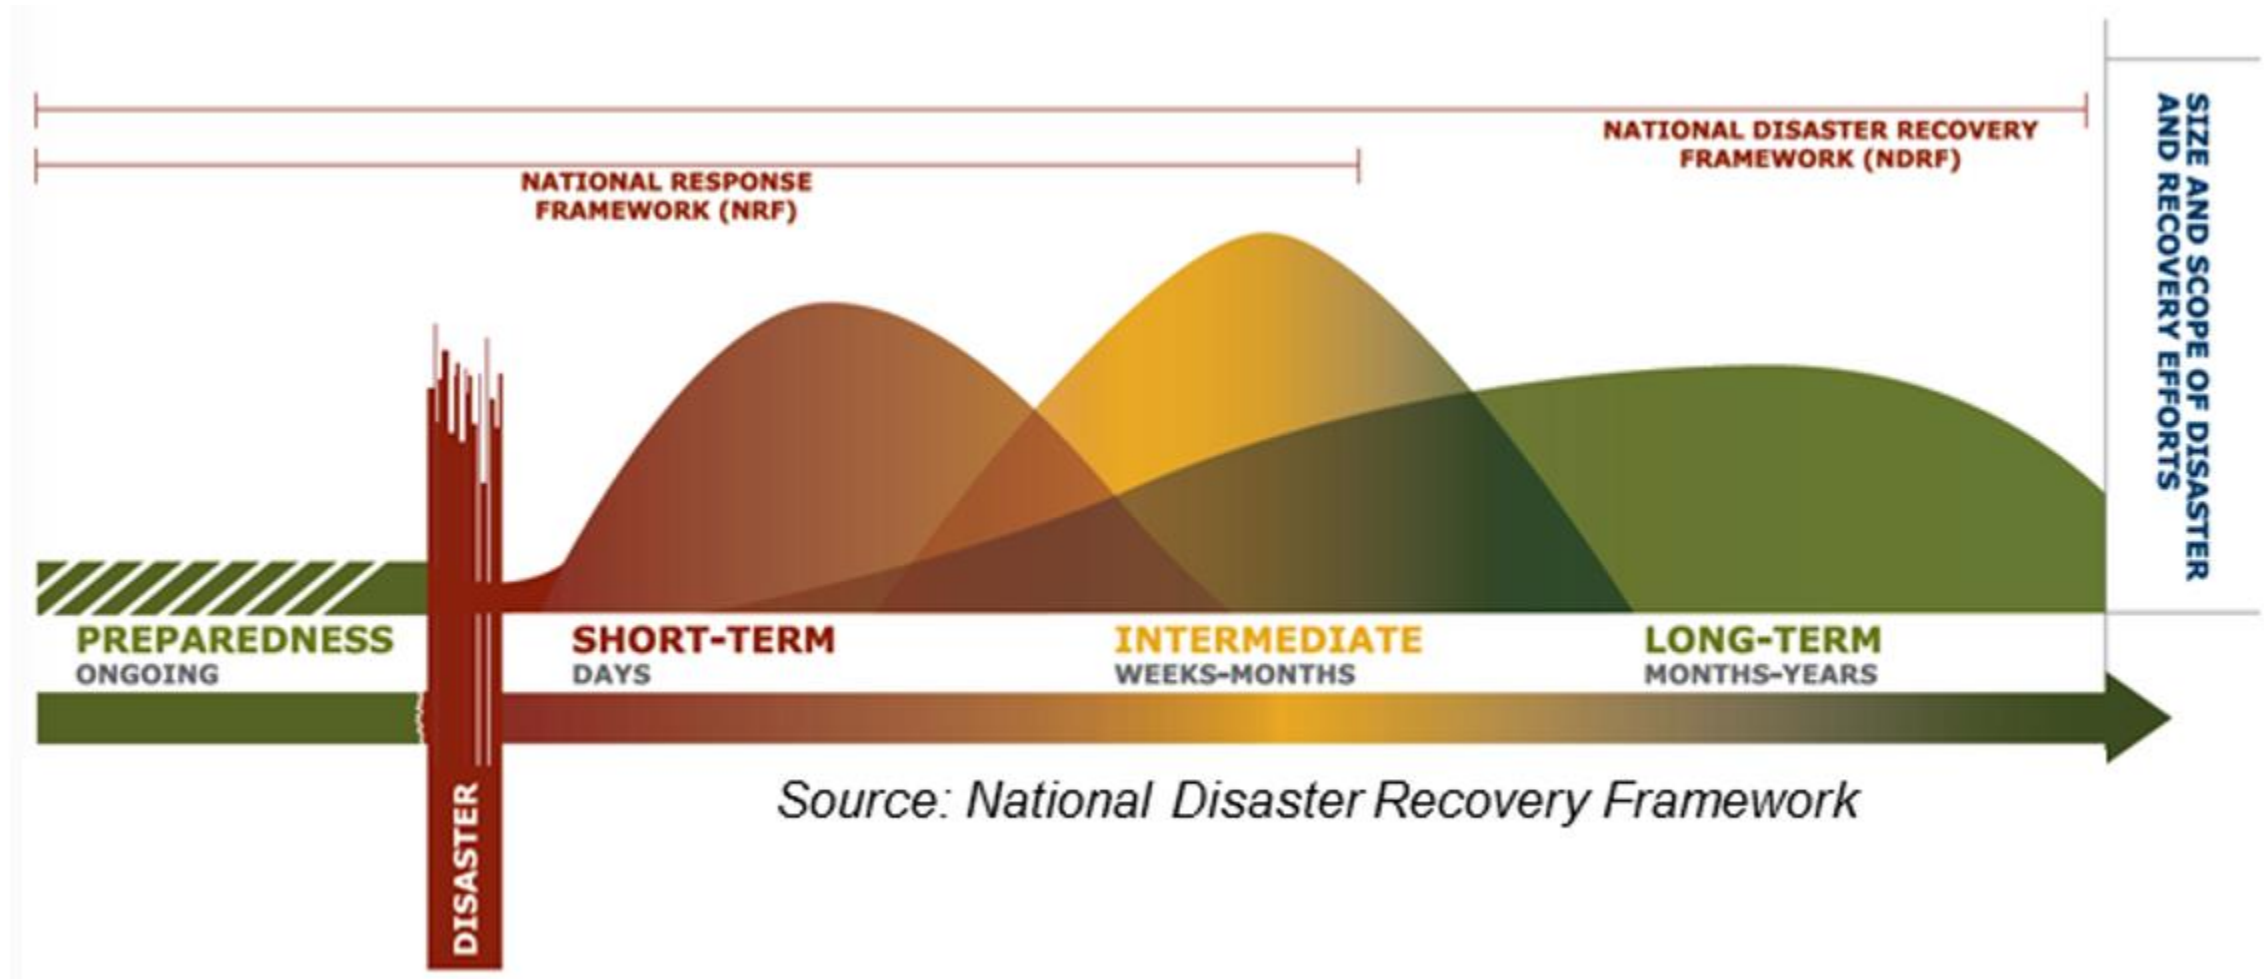 NATIONAL DISASTER RECOVERY
FRAMEWORK (NDRF)
NATIONAL RESPONSE
FRAMEWORK (NRF)
SIZE AND SCOPE OF DISASTER
AND RECOVERY EFFORTS
PREPAREDNESS
ONGOING
SHORT-TERM
DAYS
INTERMEDIATE
WEEKS-MONTHS
LONG-TERM
MONTHS-YEARS
DISASTER
Source: National Disaster Recovery Framework